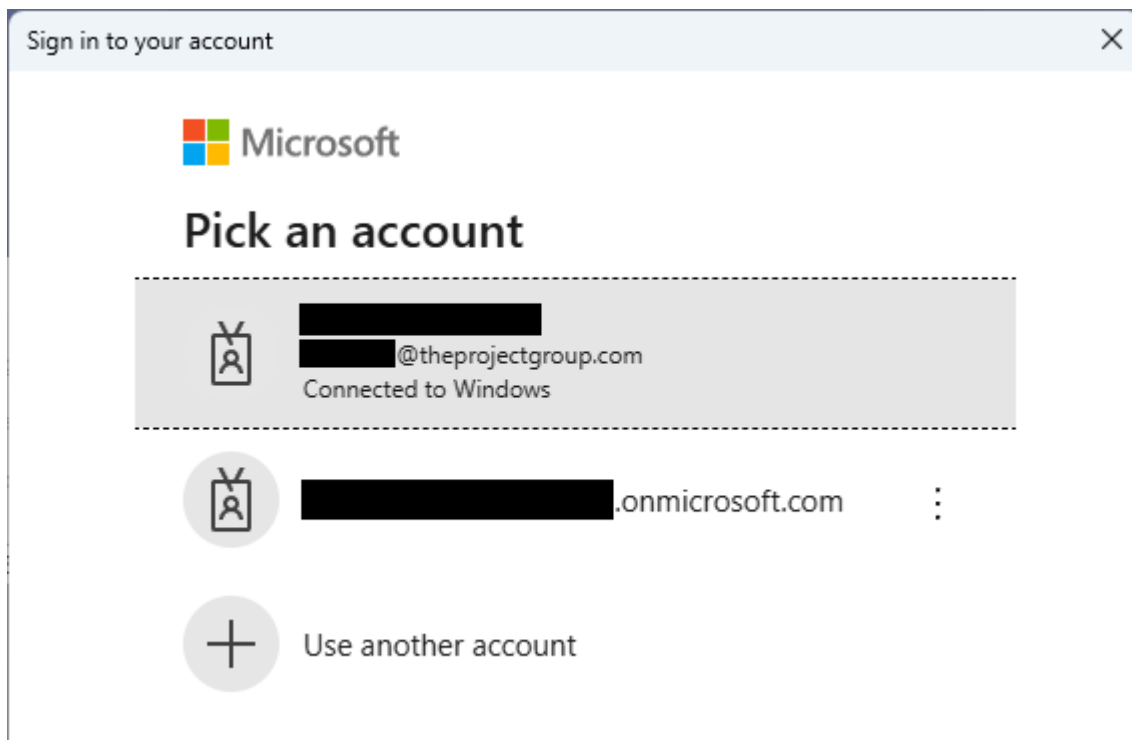 Sign in to your account
Microsoft
Pick an account
@theprojectgroup.com
Connected to Windows
.onmicrosoft.com
Use another account